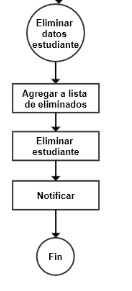 Eliminar
datos
estudiante
Agregar a lista
de eliminados
Eliminar
estudiante
Notificar
Fin